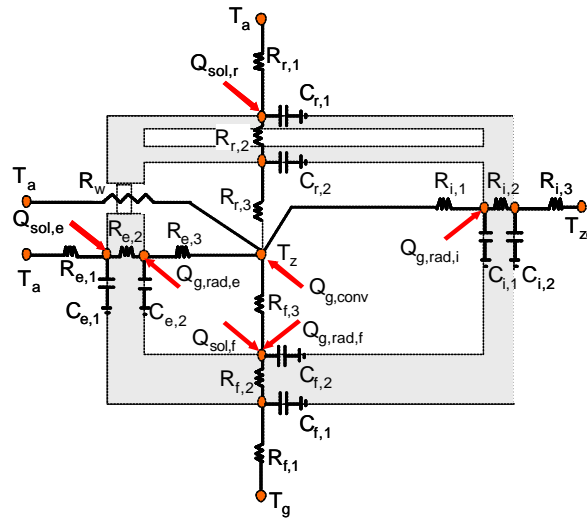 T_a
R_r,1
Q_sol,r
C_r,1
R_r,2
T_a
R_w
C_r,2
R_i,1
R_i,2
R_i,3
R_r,3
Q_sol,e
R_e,2
R_e,3
T_z
T_a
R_e,1
Q_g,rad,e
Q_g,conv
Q_g,rad,i
C_i,1
C_i,2
C_e,1
C_e,2
R_f,3
Q_g,rad,f
Q_sol,f
R_f,2
C_f,2
C_f,1
R_f,1
T_g